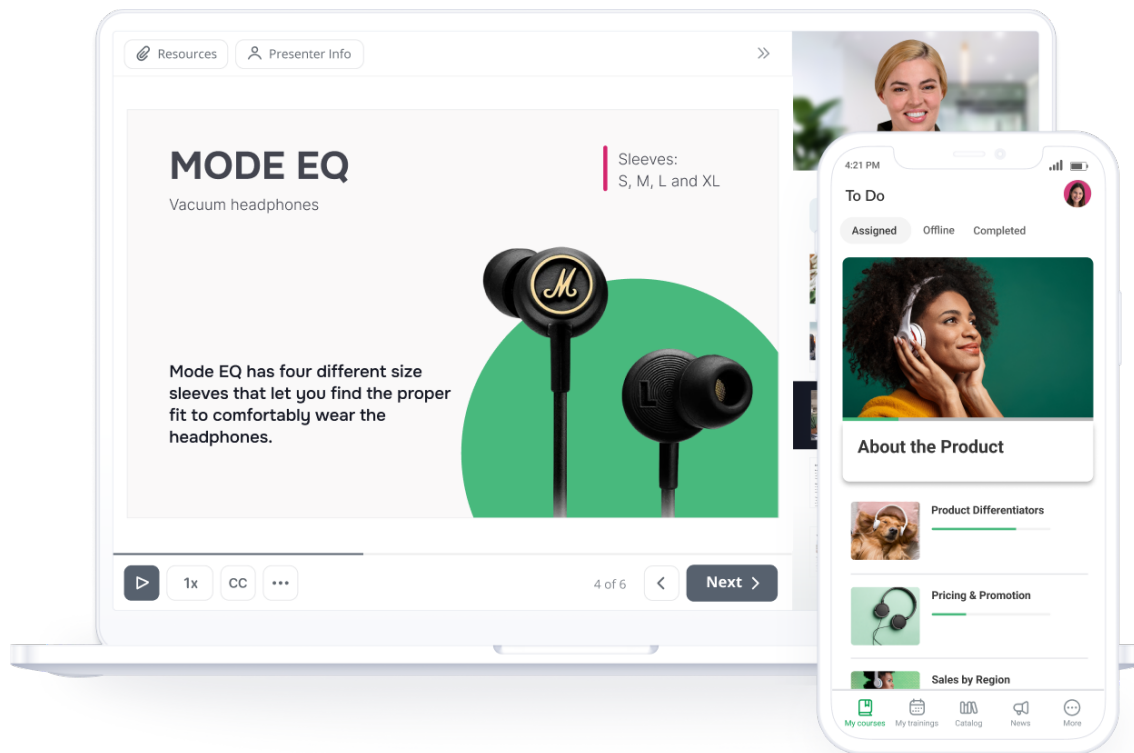 Resources
Presenter Info
MODE EQ
Vacuum headphones
Sleeves:
S, M, L and XL
M
L
Mode EQ has four different size
sleeves that let you find the proper
fit to comfortably wear the
headphones.
1x
CC
4 of 6
Next
4:21 PM
To Do
Assigned
Offline
Completed
About the Product
Product Differentiators
Pricing & Promotion
Sales by Region
My courses
My trainings
Catalog
News
More